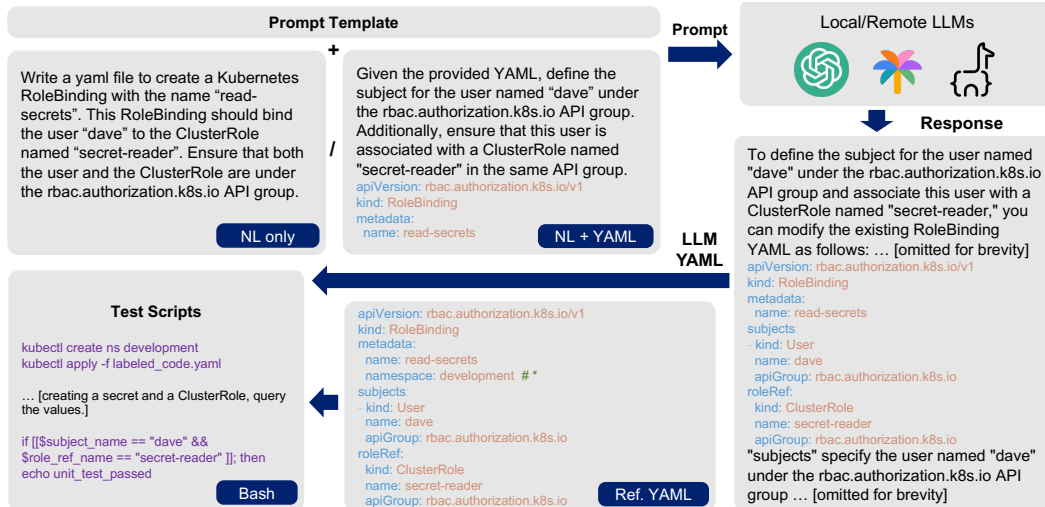 Prompt Template
+
Write a yaml file to create a Kubernetes
RoleBinding with the name “read-
secrets”. This RoleBinding should bind
the user “dave” to the ClusterRole
named “secret-reader”. Ensure that both
the user and the ClusterRole are under
the rbac.authorization.k8s.io API group.
NL only
/
Given the provided YAML, define the
subject for the user named “dave” under
the rbac.authorization.k8s.io API group.
Additionally, ensure that this user is
associated with a ClusterRole named
"secret-reader" in the same API group.
apiVersion: rbac.authorization.k8s.io/v1
kind: RoleBinding
metadata:
name: read-secrets
NL + YAML
Prompt
Local/Remote LLMs
Response
To define the subject for the user named
"dave" under the rbac.authorization.k8s.io
API group and associate this user with a
ClusterRole named "secret-reader," you
can modify the existing RoleBinding
YAML as follows: … [omitted for brevity]
apiVersion: rbac.authorization.k8s.io/v1
kind: RoleBinding
metadata:
name: read-secrets
subjects:
- kind: User
name: dave
apiGroup: rbac.authorization.k8s.io
roleRef:
kind: ClusterRole
name: secret-reader
apiGroup: rbac.authorization.k8s.io
"subjects" specify the user named "dave"
under the rbac.authorization.k8s.io API
group … [omitted for brevity]
LLM
YAML
apiVersion: rbac.authorization.k8s.io/v1
kind: RoleBinding
metadata:
name: read-secrets
namespace: development # *
subjects:
- kind: User
name: dave
apiGroup: rbac.authorization.k8s.io
roleRef:
kind: ClusterRole
name: secret-reader
apiGroup: rbac.authorization.k8s.io
Ref. YAML
Test Scripts
kubectl create ns development
kubectl apply -f labeled_code.yaml
… [creating a secret and a ClusterRole, query
the values.]
if [[$subject_name == "dave" &&
$role_ref_name == "secret-reader" ]]; then
echo unit_test_passed
Bash